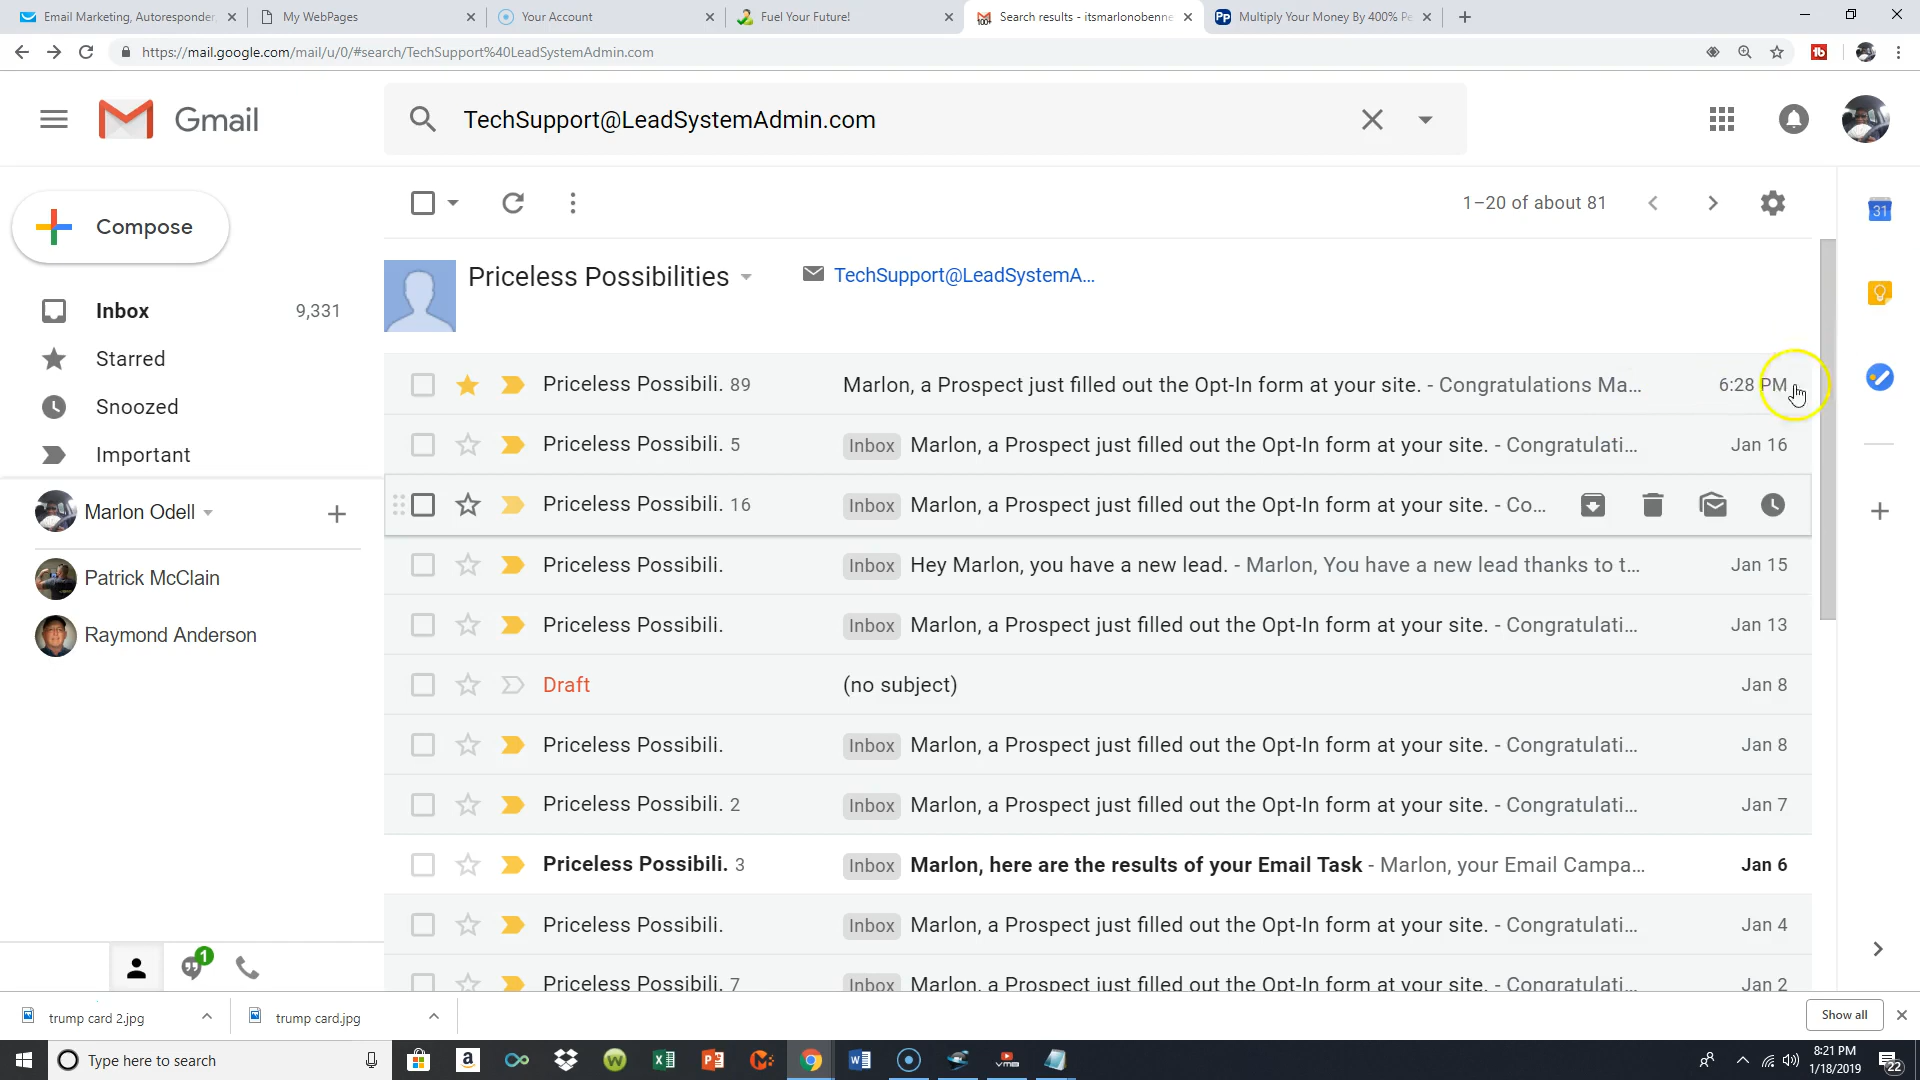 Email Marketing, Autoresponder,
My WebPages
Your Account
Fuel Your Future!
100+
Search results - itsmarlonobenne
Pp
Multiply Your Money By 400% Pe
https://mail.google.com/mail/u/0/#search/TechSupport%40LeadSystemAdmin.com
tb
Gmail
TechSupport@LeadSystemAdmin.com
Compose
1–20 of about 81
31
Priceless Possibilities
TechSupport@LeadSystemA...
Inbox 9,331
Starred
Snoozed
Important
Marlon Odell
Patrick McClain
Raymond Anderson
Priceless Possibili. 89 Marlon, a Prospect just filled out the Opt-In form at your site. - Congratulations Ma... 6:28 PM
Priceless Possibili. 5 Inbox Marlon, a Prospect just filled out the Opt-In form at your site. - Congratulati... Jan 16
Priceless Possibili. 16 Inbox Marlon, a Prospect just filled out the Opt-In form at your site. - Co...
Priceless Possibili. Inbox Hey Marlon, you have a new lead. - Marlon, You have a new lead thanks to t... Jan 15
Priceless Possibili. Inbox Marlon, a Prospect just filled out the Opt-In form at your site. - Congratulati... Jan 13
Draft (no subject) Jan 8
Priceless Possibili. Inbox Marlon, a Prospect just filled out the Opt-In form at your site. - Congratulati... Jan 8
Priceless Possibili. 2 Inbox Marlon, a Prospect just filled out the Opt-In form at your site. - Congratulati... Jan 7
Priceless Possibili. 3 Inbox Marlon, here are the results of your Email Task - Marlon, your Email Campa... Jan 6
Priceless Possibili. Inbox Marlon, a Prospect just filled out the Opt-In form at your site. - Congratulati... Jan 4
Priceless Possibili. 7 Inbox Marlon, a Prospect just filled out the Opt-In form at your site. - Congratulati... Jan 2
1
trump card 2.jpg
trump card.jpg
Show all
Type here to search
8:21 PM
1/18/2019
22